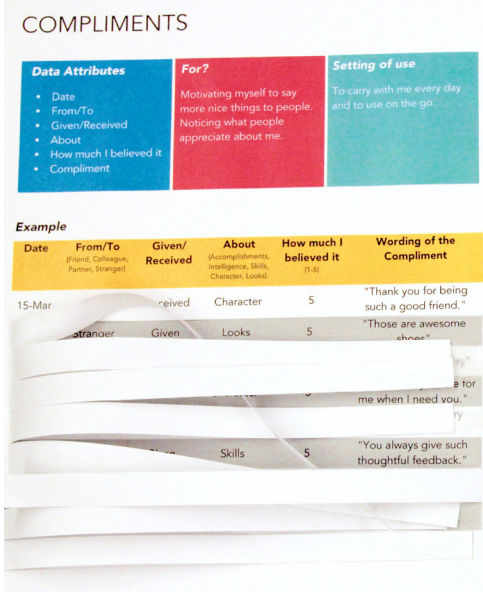 COMPLIMENTS
Data Attributes
• Date
• From/To
• Given/Received
• About
• How much I believed it
• Compliment
For?
Motivating myself to say
more nice things to people.
Noticing what people
appreciate about me.
Setting of use
To carry with me every day
and to use on the go.
Example
Date
From/To
(Friend, Colleague,
Partner, Stranger)
Given/
Received
About
(Accomplishments,
Intelligence, Skills,
Character, Looks)
How much I
believed it
(1-5)
Wording of the
Compliment
15-Mar
Character
5
"Thank you for being
such a good friend."
Stranger
Given
Looks
5
"Those are awesome
shoes"
for
me when I need you."
Skills
5
"You always give such
thoughtful feedback."